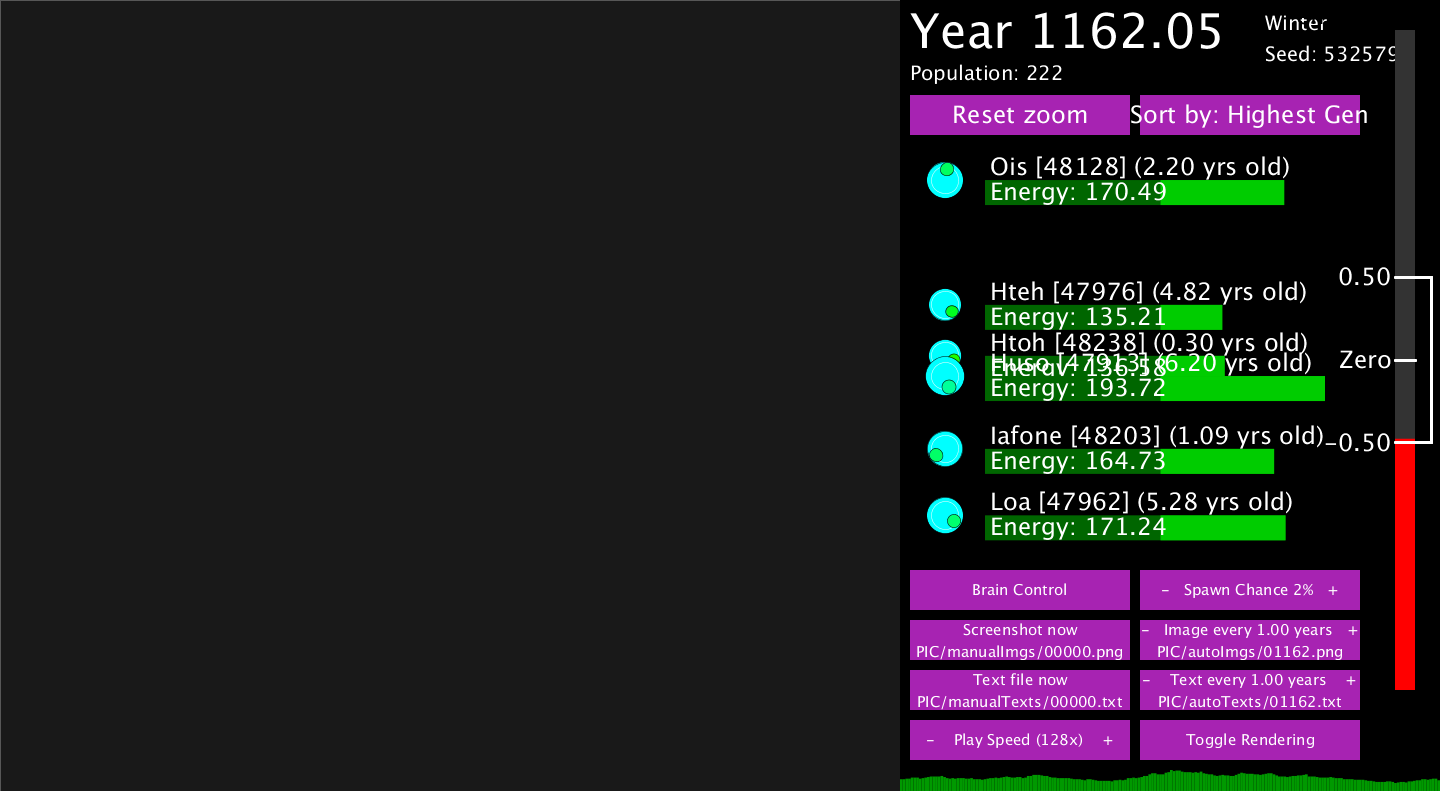 Year 1162.05
Winter
Seed: 532579
Population: 222
Reset zoom
Sort by: Highest Gen
Ois [48128] (2.20 yrs old)
Energy: 170.49
Hteh [47976] (4.82 yrs old)
Energy: 135.21
Htoh [48238] (0.30 yrs old)
Energy: 136.58
Huso [47913] (6.20 yrs old)
Energy: 193.72
Iafone [48203] (1.09 yrs old)
Energy: 164.73
Loa [47962] (5.28 yrs old)
Energy: 171.24
0.50
Zero
-0.50
Brain Control
- Spawn Chance 2% +
Screenshot now
PIC/manualImgs/00000.png
- Image every 1.00 years +
PIC/autoImgs/01162.png
Text file now
PIC/manualTexts/00000.txt
- Text every 1.00 years +
PIC/autoTexts/01162.txt
- Play Speed (128x) +
Toggle Rendering